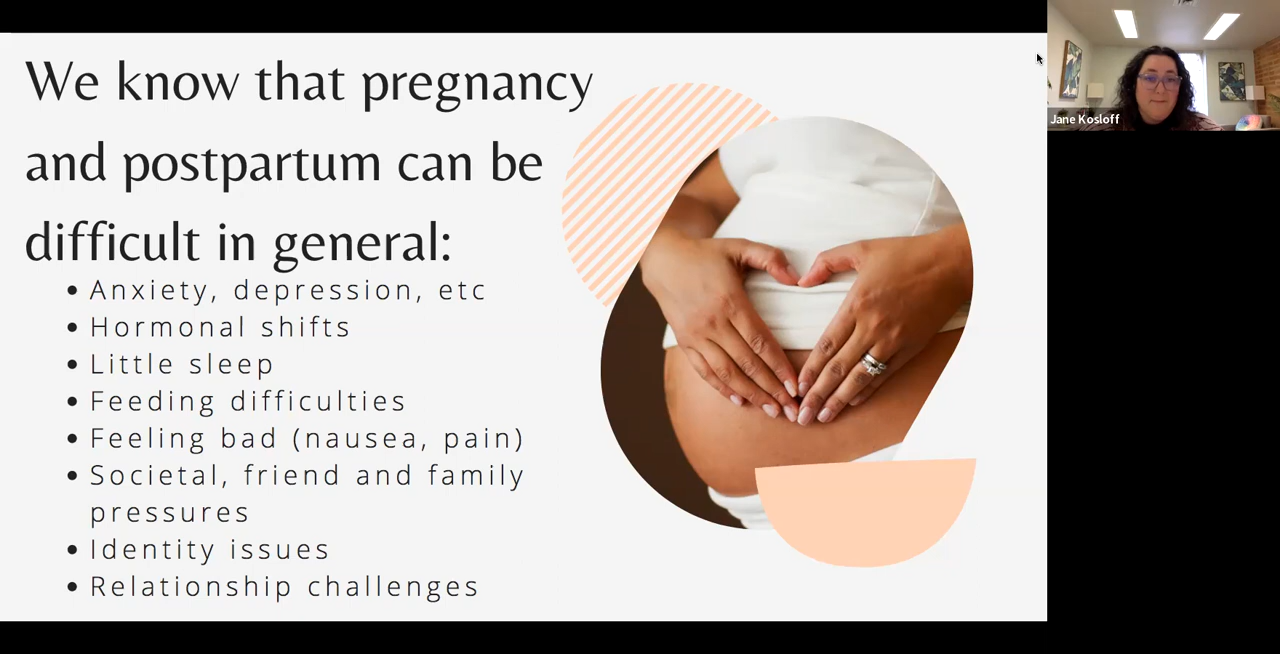 We know that pregnancy
and postpartum can be
difficult in general:
• Anxiety, depression, etc
• Hormonal shifts
• Little sleep
• Feeding difficulties
• Feeling bad (nausea, pain)
• Societal, friend and family
pressures
• Identity issues
• Relationship challenges
Jane Kosloff